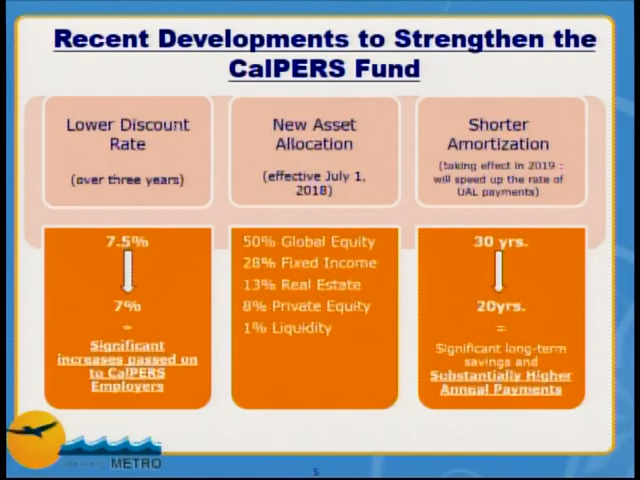 Recent Developments to Strengthen the
CalPERS Fund
Lower Discount
Rate
(over three years)
New Asset
Allocation
(effective July 1,
2018)
Shorter
Amortization
(taking effect in 2019 :
will speed up the rate of
UAL payments)
7.5%
7%
=
Significant
increases passed on
to CalPERS
Employers
50% Global Equity
28% Fixed Income
13% Real Estate
8% Private Equity
1% Liquidity
30 yrs.
20yrs.
=
Significant long-term
savings and
Substantially Higher
Annual Payments
METRO
5